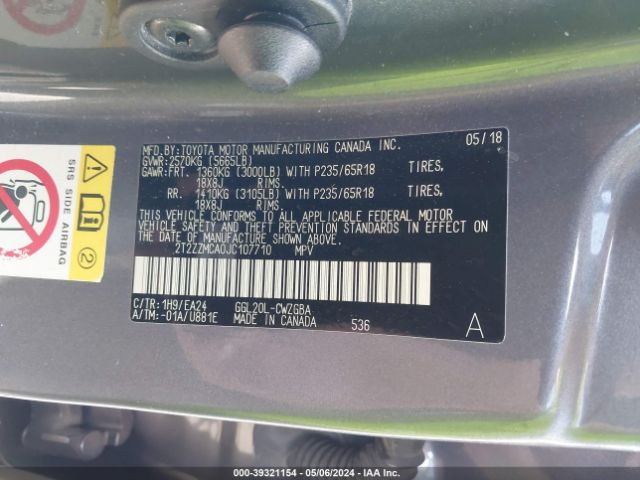 MFD.BY:TOYOTA MOTOR MANUFACTURING CANADA INC. 05/18
GVWR:2570KG (5665LB)
GAWR:FRT. 1360KG (3000LB) WITH P235/65R18 TIRES,
18X8J RIMS.
RR. 1410KG (3105LB) WITH P235/65R18 TIRES,
18X8J RIMS.
THIS VEHICLE CONFORMS TO ALL APPLICABLE FEDERAL MOTOR
VEHICLE SAFETY AND THEFT PREVENTION STANDARDS IN EFFECT ON
THE DATE OF MANUFACTURE SHOWN ABOVE.
2T2ZZMCA0JC107710 MPV
C/TR: 1H9/EA24 GGL20L-CWZGBA
A/TM: -01A/U881E MADE IN CANADA 536 A
SRS SIDE AIRBAG
2
000-39321154 - 05/06/2024 - IAA Inc.